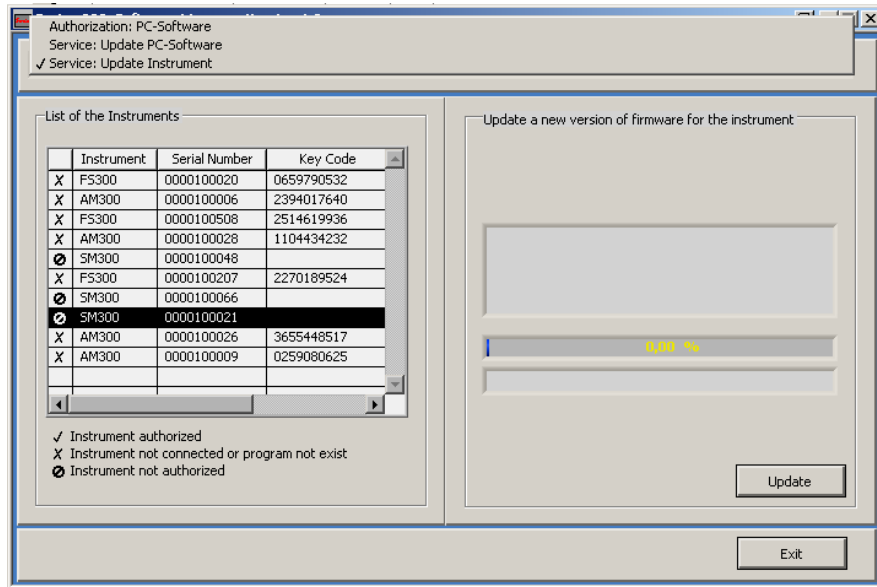 Authorization: PC-Software
Service: Update PC-Software
✓ Service: Update Instrument
List of the Instruments
Update a new version of firmware for the instrument
Instrument Serial Number Key Code
X FS300 0000100020 0659790532
X AM300 0000100006 2394017640
X FS300 0000100508 2514619936
X AM300 0000100028 1104434232
SM300 0000100048
X FS300 0000100207 2270189524
SM300 0000100066
SM300 0000100021
X AM300 0000100026 3655448517
X AM300 0000100009 0259080625
0,00 %
✓ Instrument authorized
X Instrument not connected or program not exist
Instrument not authorized
Update
Exit